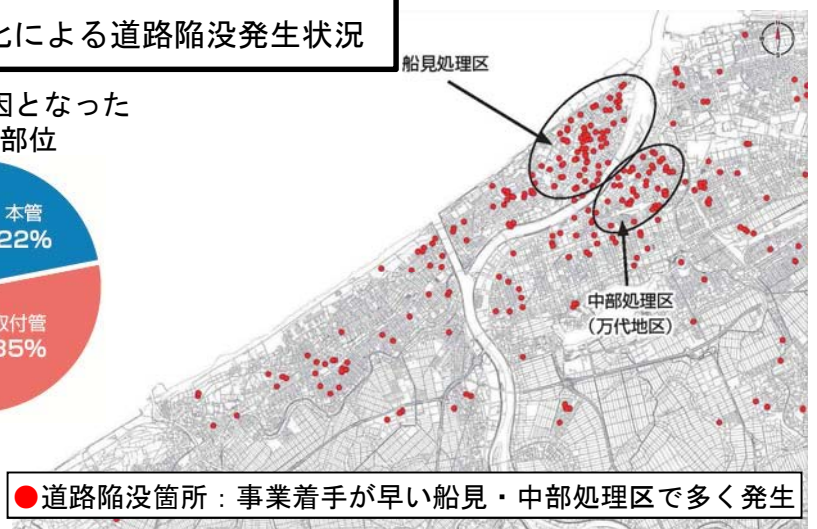 化による道路陥没発生状況
船見処理区
因となった
部位
本管
22%
取付管
35%
中部処理区
(万代地区)
●道路陥没箇所:事業着手が早い船見・中部処理区で多く発生